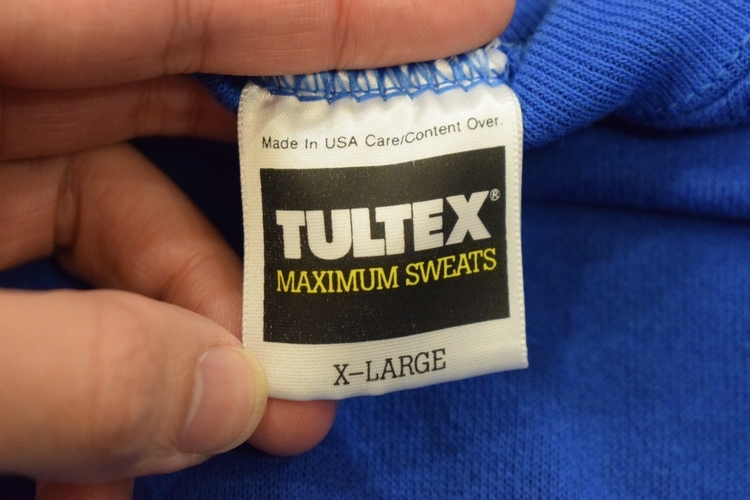 Made In USA Care/Content Over.
TULTEX®
MAXIMUM SWEATS
X-LARGE